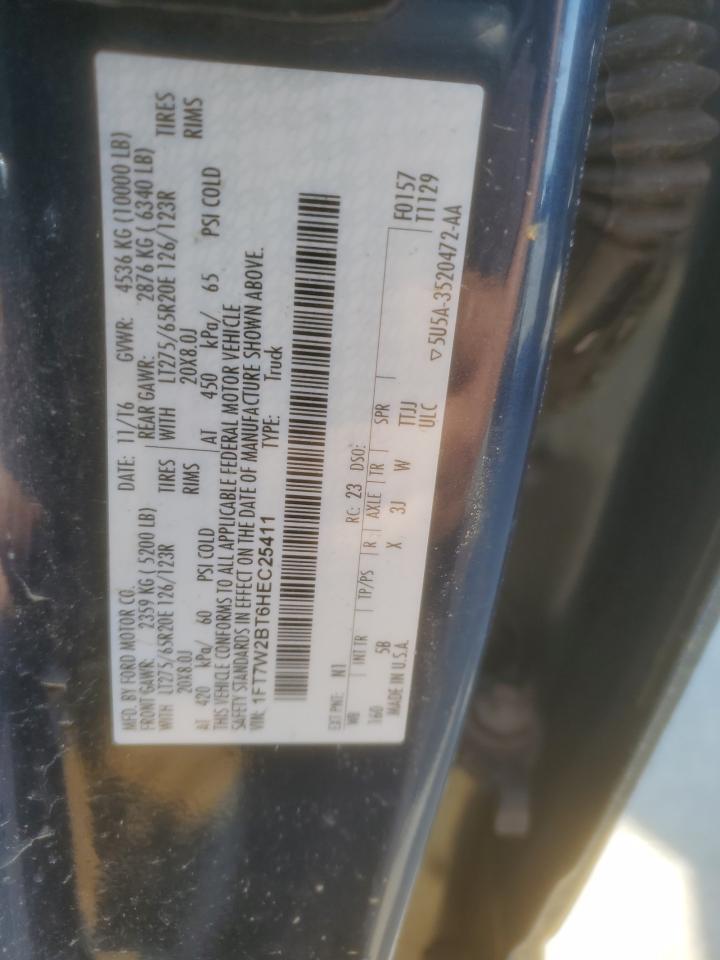 MFD. BY FORD MOTOR CO.
DATE: 11/16 GVWR: 4536 KG (10000 LB)
FRONT GAWR: 2359 KG ( 5200 LB) REAR GAWR: 2876 KG ( 6340 LB)
WITH LT275/65R20E 126/123R TIRES WITH LT275/65R20E 126/123R TIRES
20X8.0J RIMS 20X8.0J RIMS
AT 420 kPa/ 60 PSI COLD AT 450 kPa/ 65 PSI COLD
THIS VEHICLE CONFORMS TO ALL APPLICABLE FEDERAL MOTOR VEHICLE
SAFETY STANDARDS IN EFFECT ON THE DATE OF MANUFACTURE SHOWN ABOVE.
VIN: 1FT7W2BT6HEC25411 TYPE: Truck
EXT PNT: N1 RC: 23 DSO: F0157
WB INT TR TP/PS R AXLE TR SPR TT129
160 5B X 3J W TTJJ
MADE IN U.S.A. ULC
▽5U5A-3520472-AA